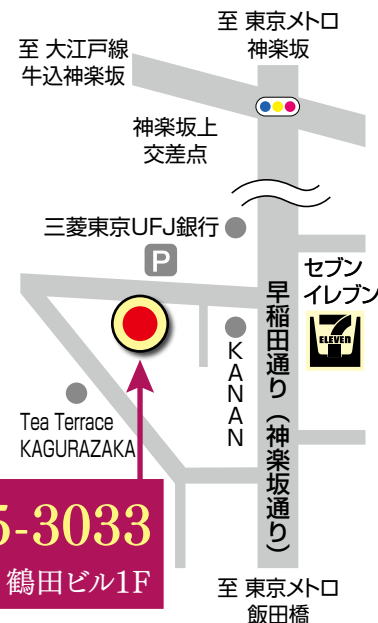 至 東京メトロ
神楽坂
至 大江戸線
牛込神楽坂
神楽坂上
交差点
三菱東京UFJ銀行
P
セブン
イレブン
7
ELEVEN
早稲田通り(神楽坂通り)
KANAN
Tea Terrace
KAGURAZAKA
5-3033
鶴田ビル1F
至 東京メトロ
飯田橋